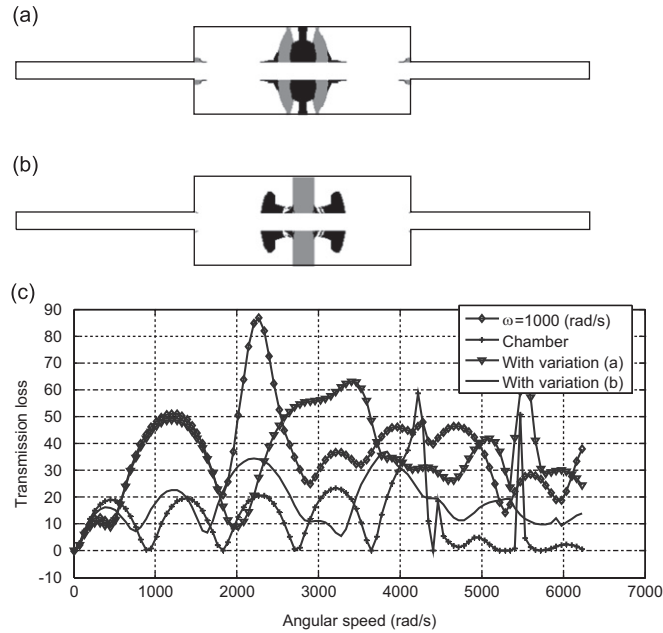 (a)
(b)
(c)
90
80
70
60
50
40
30
20
10
0
-10
Transmission loss
ω=1000 (rad/s)
Chamber
With variation (a)
With variation (b)
0 1000 2000 3000 4000 5000 6000 7000
Angular speed (rad/s)